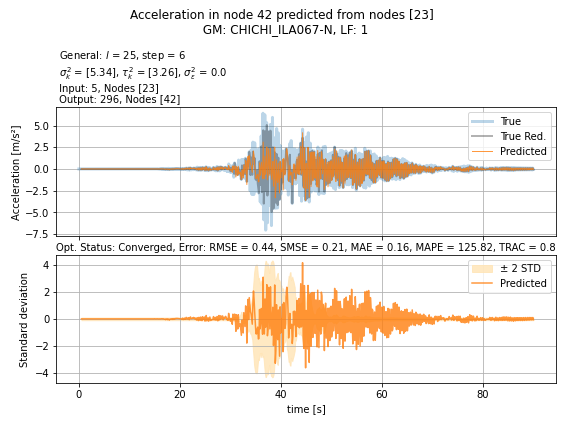 Acceleration in node 42 predicted from nodes [23]
GM: CHICHI_ILA067-N, LF: 1
General: l = 25, step = 6
σ²ₖ = [5.34], τ²ₖ = [3.26], σ²ε = 0.0
Input: 5, Nodes [23]
Output: 296, Nodes [42]
Acceleration [m/s²]
5.0
2.5
0.0
−2.5
−5.0
−7.5
True
True Red.
Predicted
Opt. Status: Converged, Error: RMSE = 0.44, SMSE = 0.21, MAE = 0.16, MAPE = 125.82, TRAC = 0.8
Standard deviation
4
2
0
−2
−4
± 2 STD
Predicted
0
20
40
60
80
time [s]